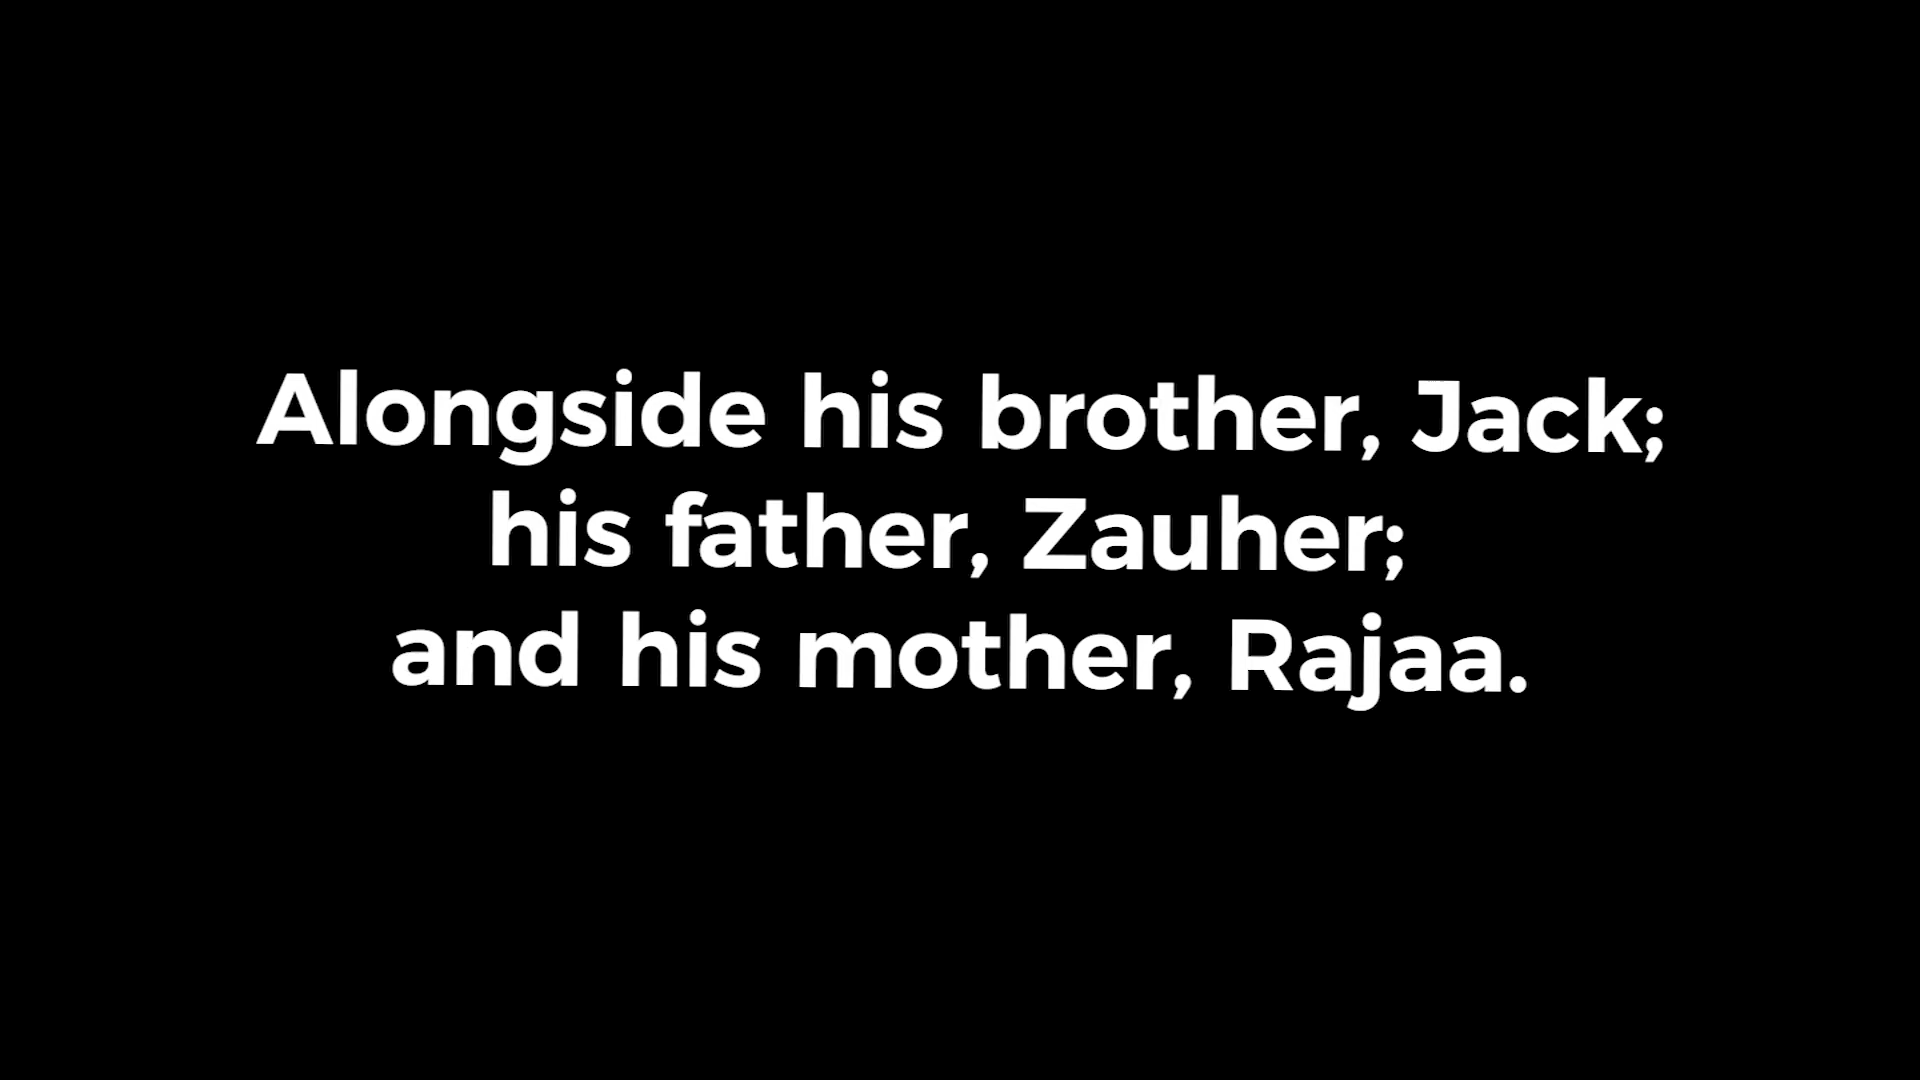 Alongside his brother, Jack;
his father, Zauher;
and his mother, Rajaa.